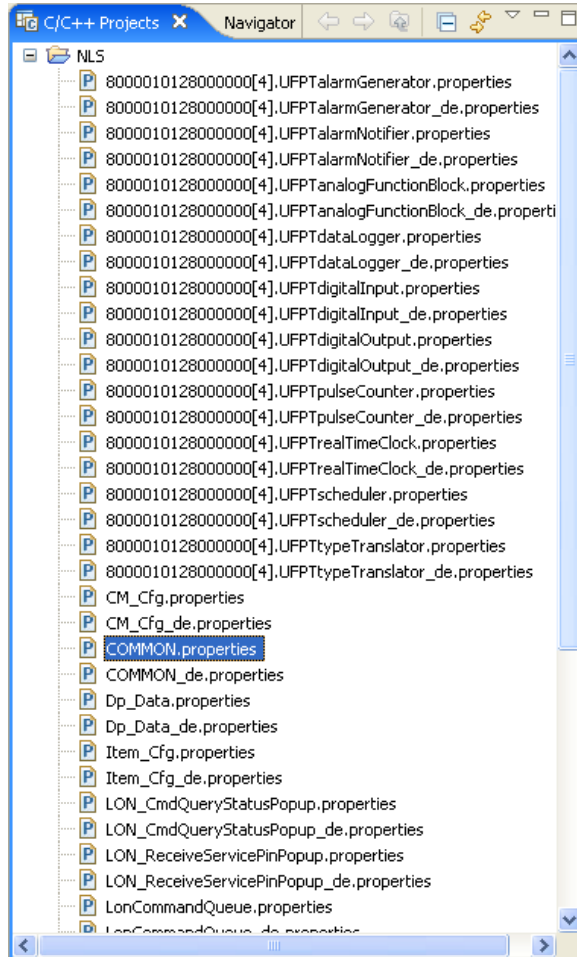 C/C++ Projects Navigator
NLS
8000010128000000[4].UFPTalarmGenerator.properties
8000010128000000[4].UFPTalarmGenerator_de.properties
8000010128000000[4].UFPTalarmNotifier.properties
8000010128000000[4].UFPTalarmNotifier_de.properties
8000010128000000[4].UFPTanalogFunctionBlock.properties
8000010128000000[4].UFPTanalogFunctionBlock_de.properti
8000010128000000[4].UFPTdataLogger.properties
8000010128000000[4].UFPTdataLogger_de.properties
8000010128000000[4].UFPTdigitalInput.properties
8000010128000000[4].UFPTdigitalInput_de.properties
8000010128000000[4].UFPTdigitalOutput.properties
8000010128000000[4].UFPTdigitalOutput_de.properties
8000010128000000[4].UFPTpulseCounter.properties
8000010128000000[4].UFPTpulseCounter_de.properties
8000010128000000[4].UFPTrealTimeClock.properties
8000010128000000[4].UFPTrealTimeClock_de.properties
8000010128000000[4].UFPTscheduler.properties
8000010128000000[4].UFPTscheduler_de.properties
8000010128000000[4].UFPTtypeTranslator.properties
8000010128000000[4].UFPTtypeTranslator_de.properties
CM_Cfg.properties
CM_Cfg_de.properties
COMMON.properties
COMMON_de.properties
Dp_Data.properties
Dp_Data_de.properties
Item_Cfg.properties
Item_Cfg_de.properties
LON_CmdQueryStatusPopup.properties
LON_CmdQueryStatusPopup_de.properties
LON_ReceiveServicePinPopup.properties
LON_ReceiveServicePinPopup_de.properties
LonCommandQueue.properties
LonCommandQueue_de.properties